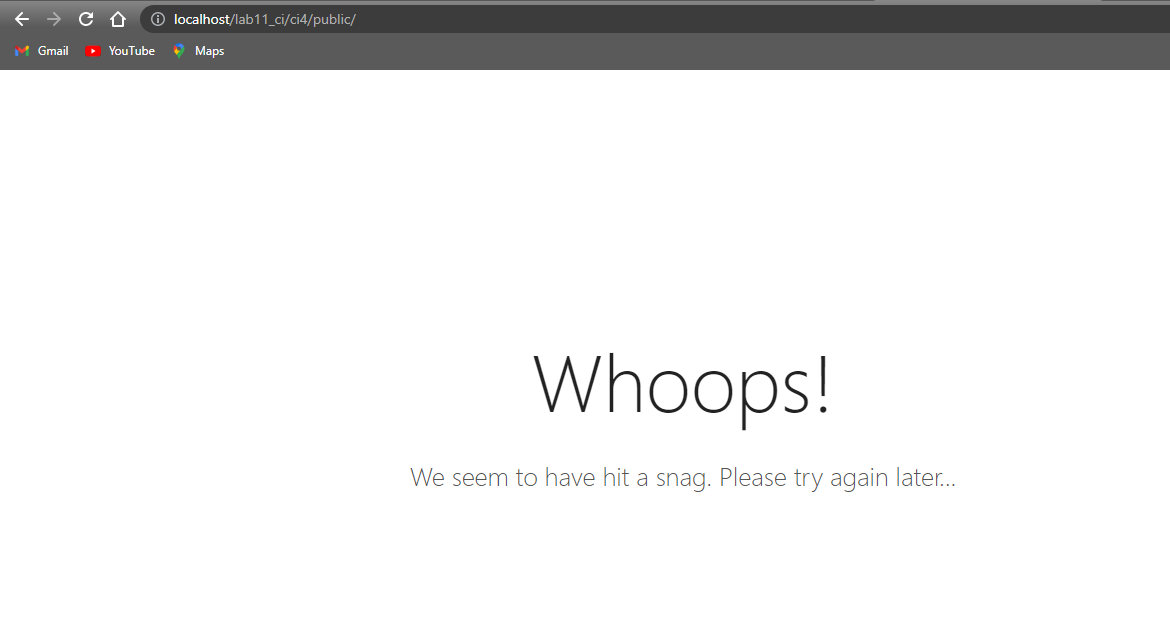 localhost/lab11_ci/ci4/public/
Gmail YouTube Maps
Whoops!
We seem to have hit a snag. Please try again later...